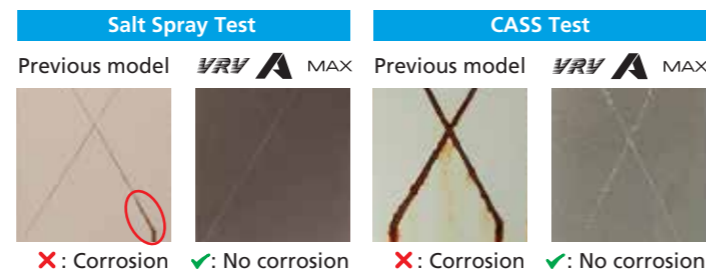 Salt Spray Test
CASS Test
Previous model VRV A MAX
Previous model VRV A MAX
✗: Corrosion ✓: No corrosion
✗: Corrosion ✓: No corrosion